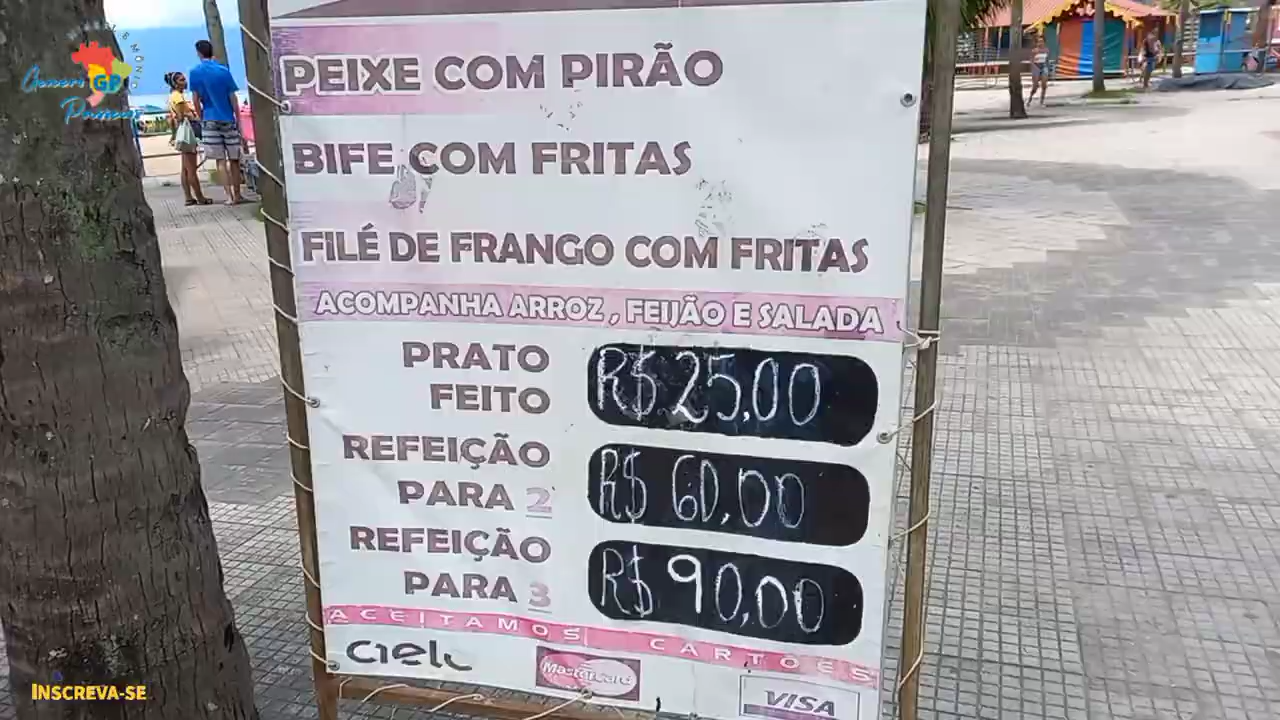 PEIXE COM PIRÃO
BIFE COM FRITAS
FILÉ DE FRANGO COM FRITAS
ACOMPANHA ARROZ, FEIJÃO E SALADA
PRATO FEITO R$ 25,00
REFEIÇÃO PARA 2 R$ 60,00
REFEIÇÃO PARA 3 R$ 90,00
ACEITAMOS CARTÕES
cielo
MasterCard
VISA
GP
INSCREVA-SE